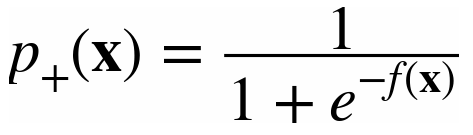 p₊(𝐱) = 1 / (1 + e^{−f(𝐱)})